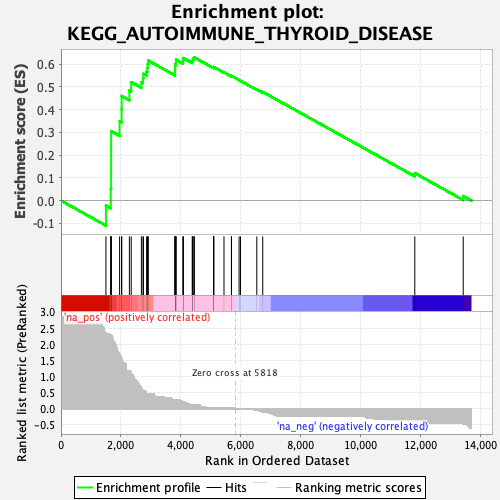 Enrichment plot:
KEGG_AUTOIMMUNE_THYROID_DISEASE
Enrichment score (ES)
0.6
0.5
0.4
0.3
0.2
0.1
0.0
-0.1
'na_pos' (positively correlated)
Ranked list metric (PreRanked)
3.0
2.5
2.0
1.5
1.0
0.5
0.0
-0.5
Zero cross at 5818
'na_neg' (negatively correlated)
0
2,000
4,000
6,000
8,000
10,000
12,000
14,000
Rank in Ordered Dataset
Enrichment profile
Hits
Ranking metric scores